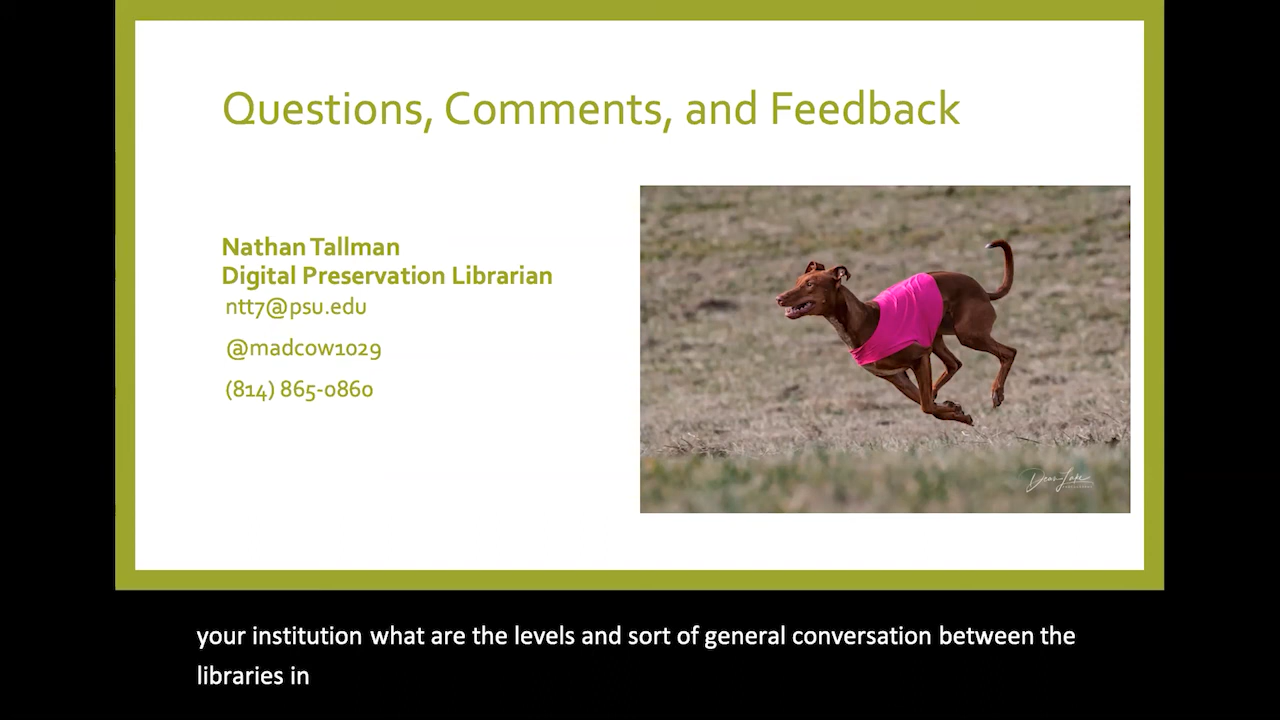 Questions, Comments, and Feedback
Nathan Tallman
Digital Preservation Librarian
ntt7@psu.edu
@madcow1029
(814) 865-0860
your institution what are the levels and sort of general conversation between the
libraries in